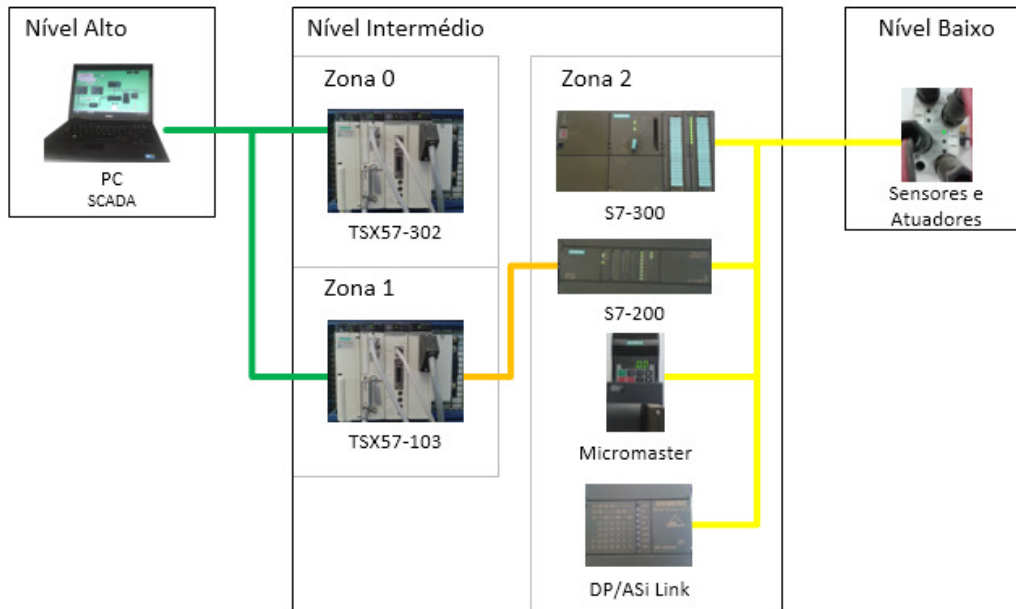 Nível Alto
PC
SCADA
Nível Intermédio
Zona 0
TSX57-302
Zona 1
TSX57-103
Zona 2
S7-300
S7-200
Micromaster
DP/ASi Link
Nível Baixo
Sensores e
Atuadores